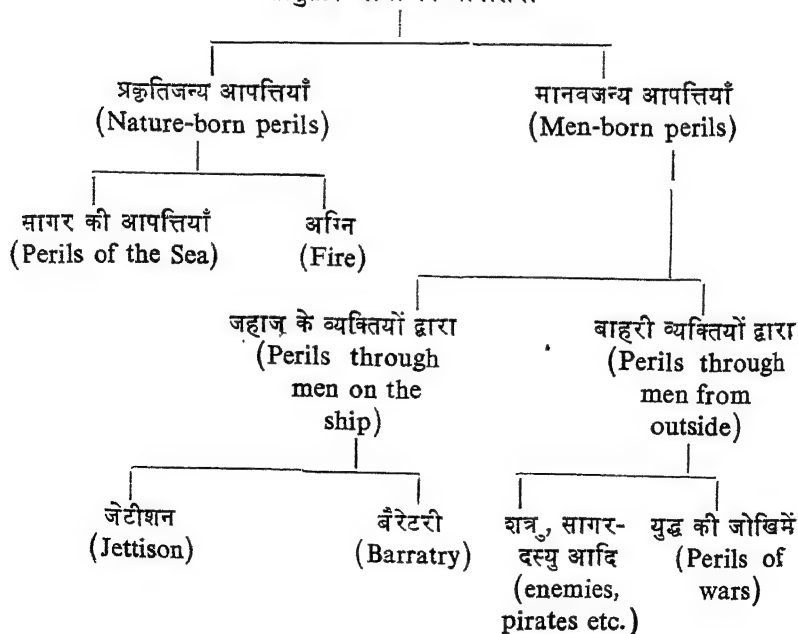 प्रकृतिजन्य आपत्तियाँ
(Nature-born perils)
मानवजन्य आपत्तियाँ
(Men-born perils)
सागर की आपत्तियाँ
(Perils of the Sea)
अग्नि
(Fire)
जहाज़ के व्यक्तियों द्वारा
(Perils through
men on the
ship)
बाहरी व्यक्तियों द्वारा
(Perils through
men from
outside)
जेटीशन
(Jettison)
बैरेटरी
(Barratry)
शत्रु, सागर-
दस्यु आदि
(enemies,
pirates etc.)
युद्ध की जोखिमें
(Perils of
wars)